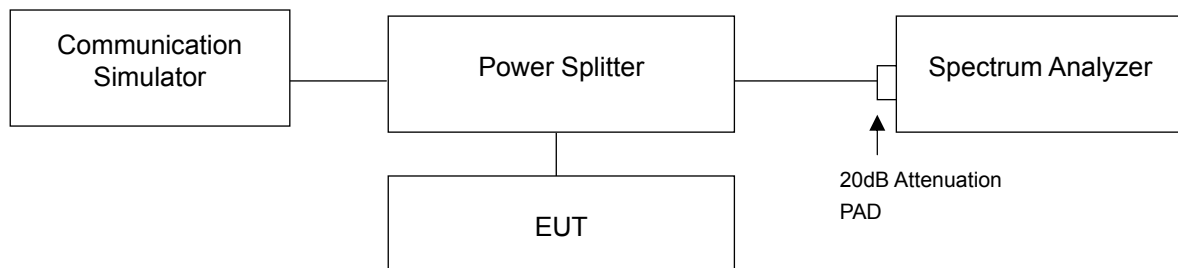 Communication
Simulator
Power Splitter
Spectrum Analyzer
20dB Attenuation
PAD
EUT